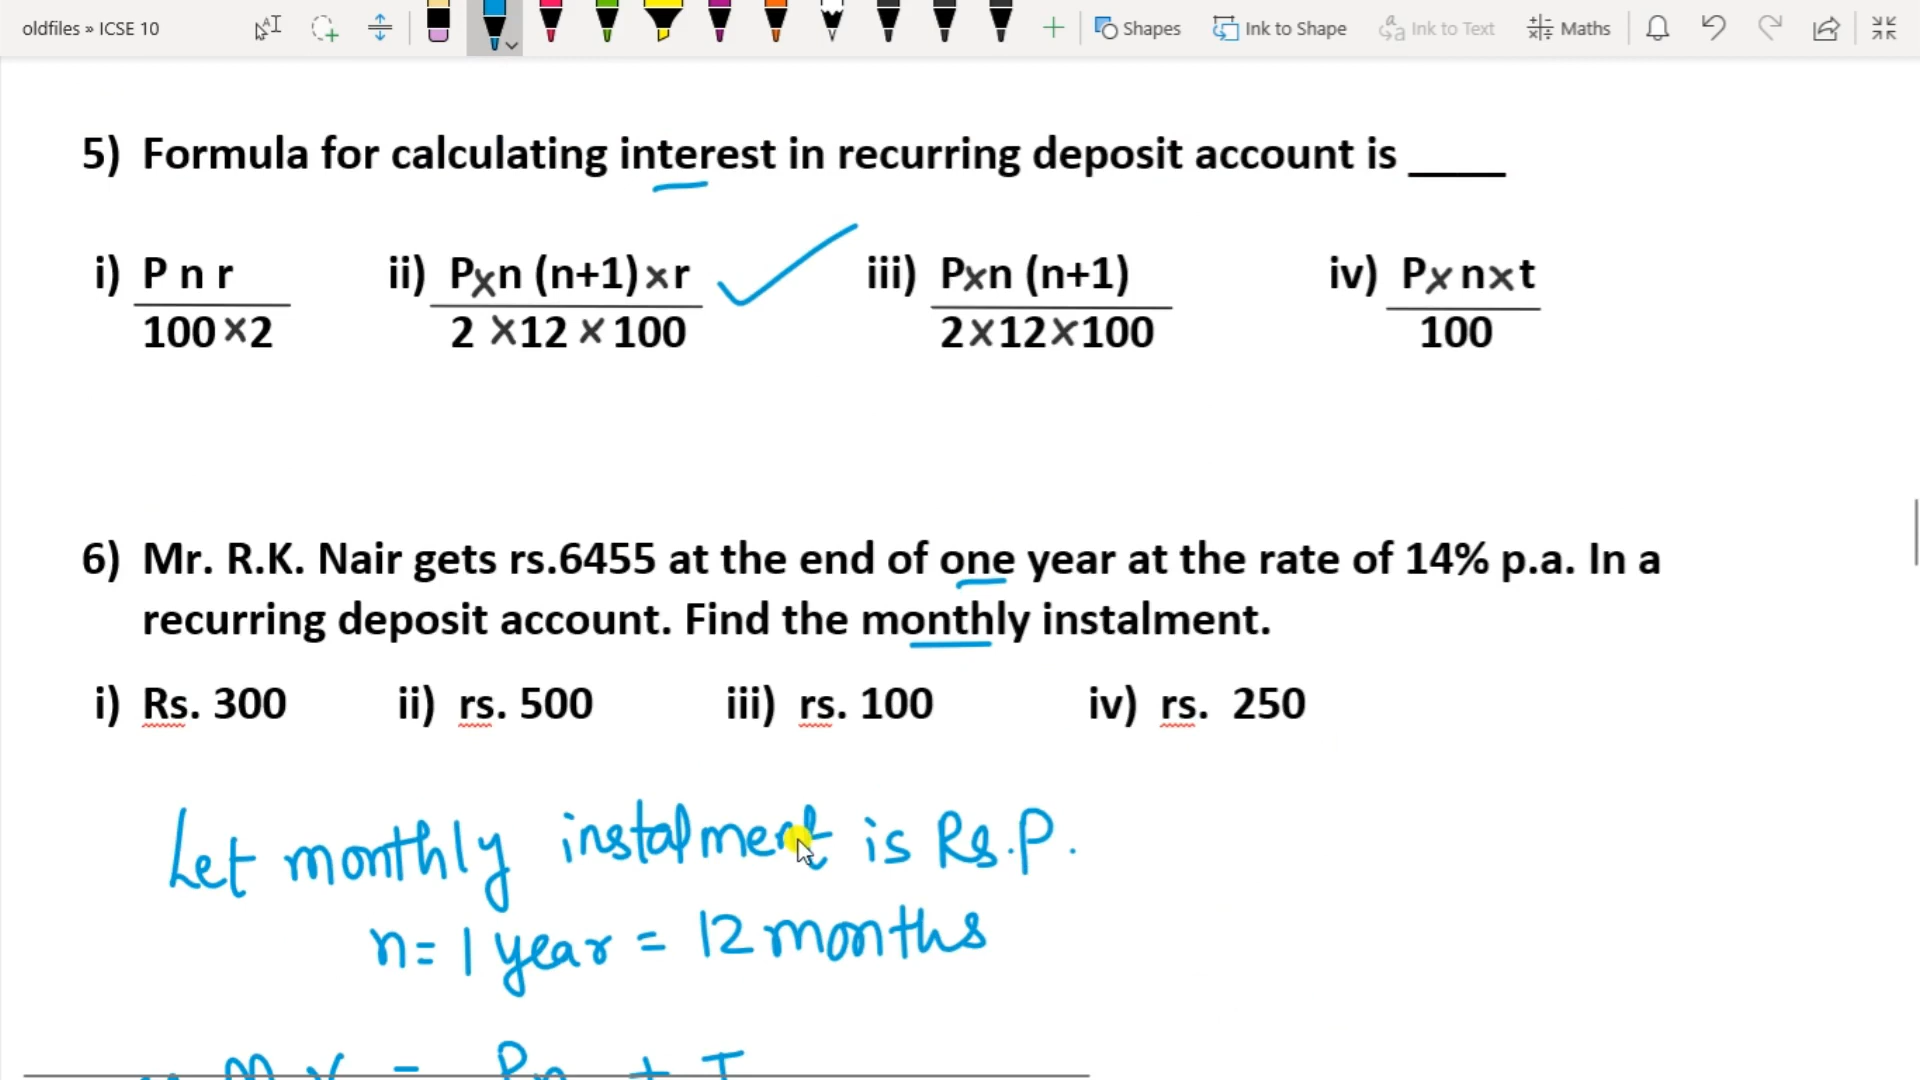 oldfiles » ICSE 10
Shapes
Ink to Shape
Ink to Text
Maths
5) Formula for calculating interest in recurring deposit account is ____
i) P n r ii) P×n (n+1)×r iii) P×n (n+1) iv) P× n×t
100 ×2 2 ×12 × 100 2×12×100 100
6) Mr. R.K. Nair gets rs.6455 at the end of one year at the rate of 14% p.a. In a
recurring deposit account. Find the monthly instalment.
i) Rs. 300 ii) rs. 500 iii) rs. 100 iv) rs. 250
Let monthly instalment is Rs.P.
n = 1 year = 12 months
M V = Pn + I